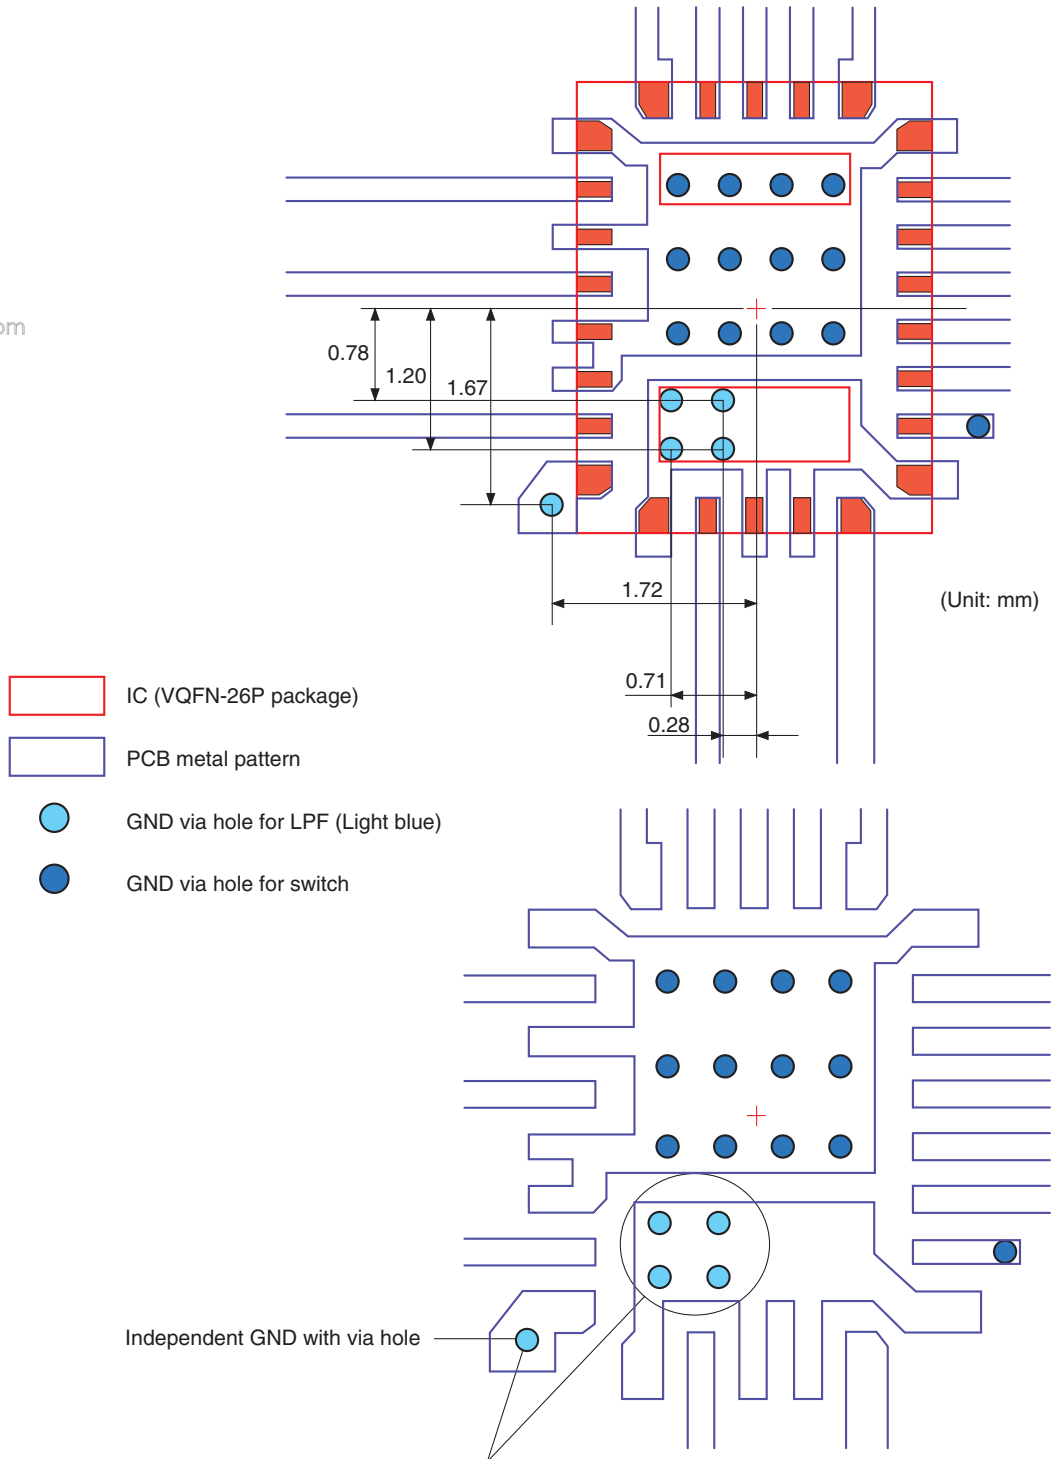 om
0.78
1.20
1.67
1.72
(Unit: mm)
0.71
0.28
IC (VQFN-26P package)
PCB metal pattern
GND via hole for LPF (Light blue)
GND via hole for switch
Independent GND with via hole